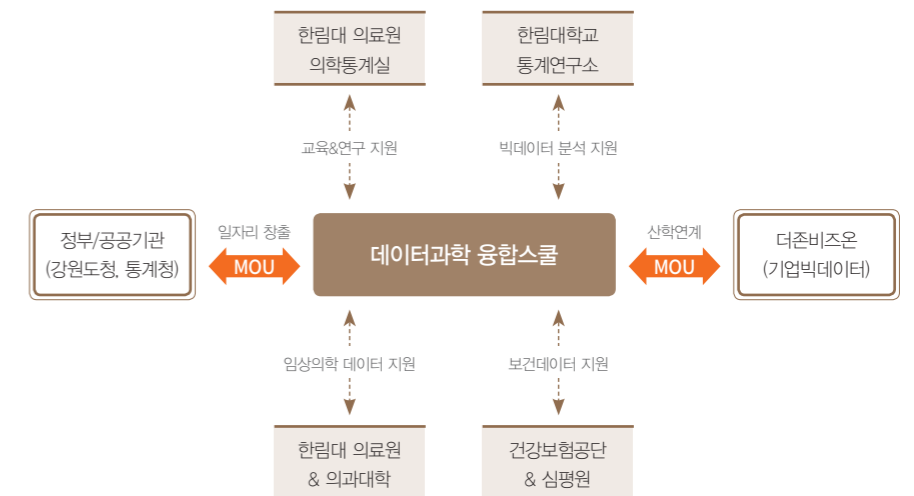 한림대 의료원
의학통계실
한림대학교
통계연구소
교육&연구 지원
빅데이터 분석 지원
정부/공공기관
(강원도청, 통계청)
일자리 창출
MOU
데이터과학 융합스쿨
산학연계
MOU
더존비즈온
(기업빅데이터)
임상의학 데이터 지원
보건데이터 지원
한림대 의료원
& 의과대학
건강보험공단
& 심평원